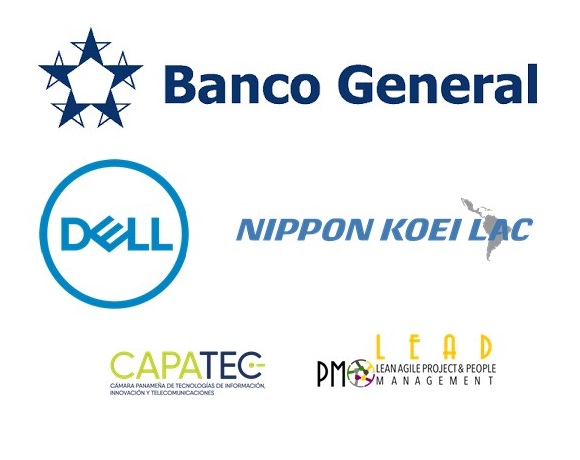 Banco General
DELL
NIPPON KOEI LAC
CAPATEC
CÁMARA PANAMEÑA DE TECNOLOGÍAS DE INFORMACIÓN,
INNOVACIÓN Y TELECOMUNICACIONES
LEAD
PMO LEAN AGILE PROJECT & PEOPLE
MANAGEMENT